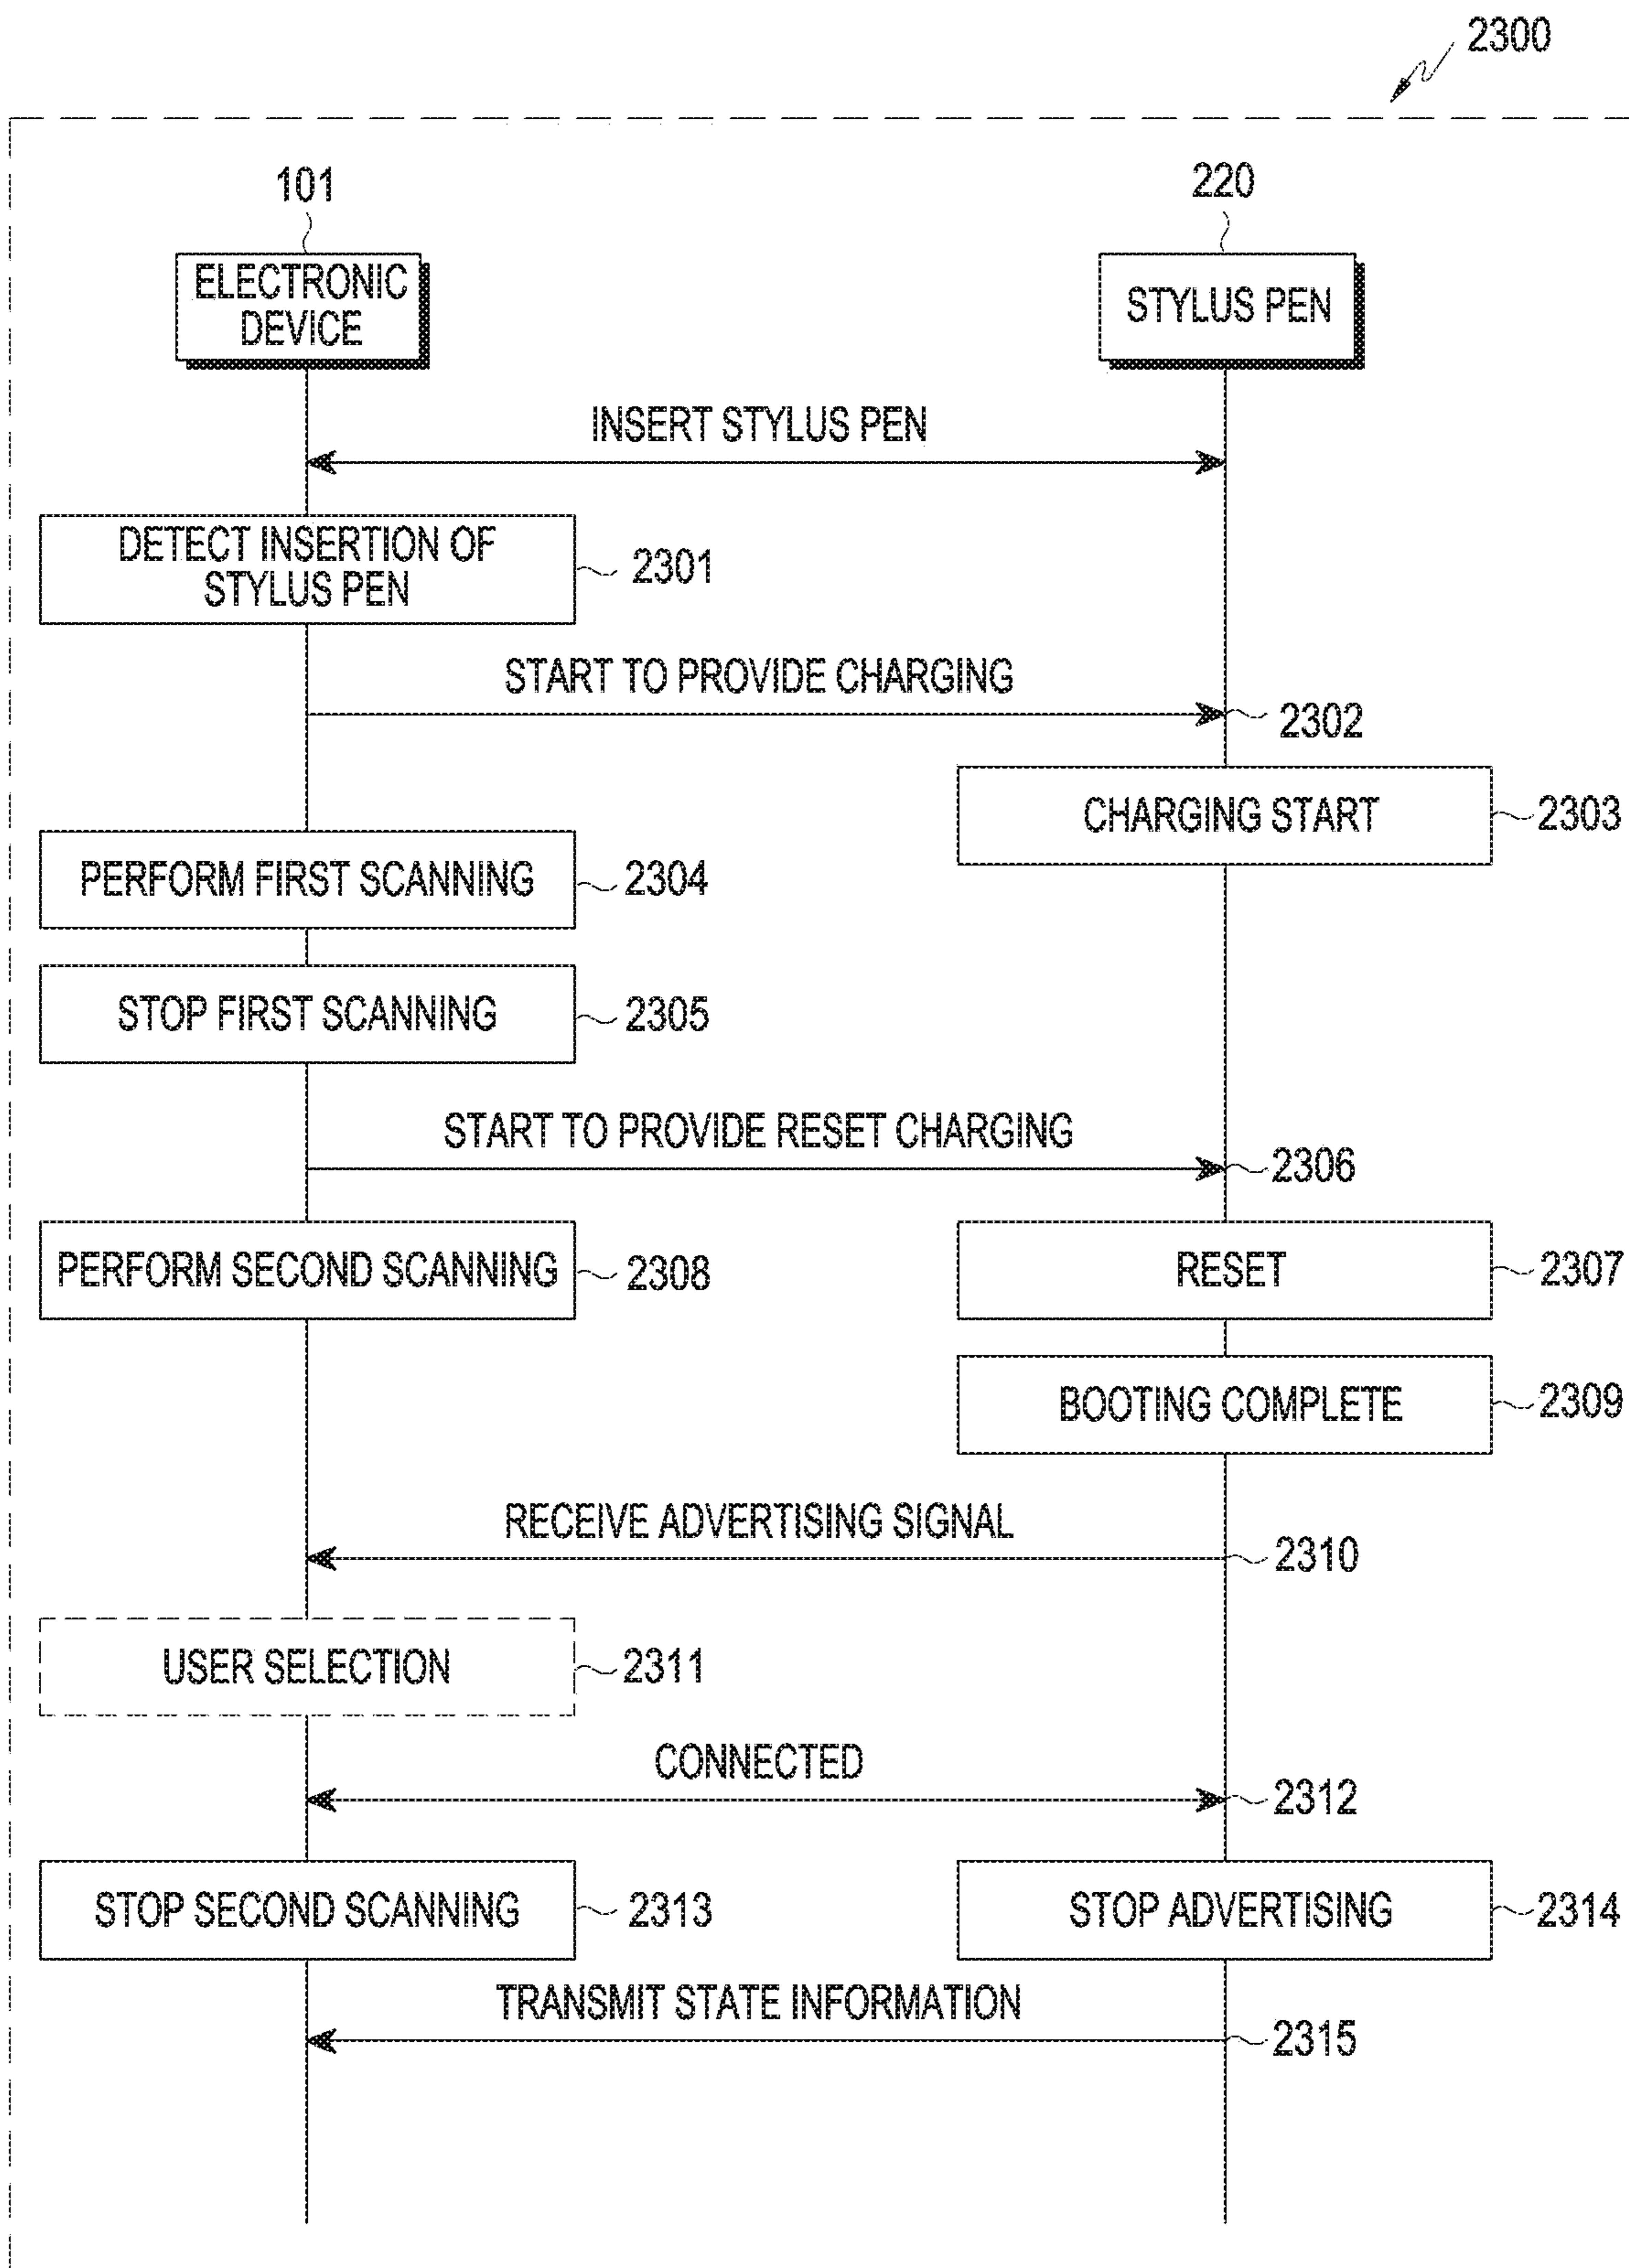 2300
101
220
ELECTRONIC
DEVICE
STYLUS PEN
INSERT STYLUS PEN
DETECT INSERTION OF
STYLUS PEN
2301
START TO PROVIDE CHARGING
2302
CHARGING START
2303
PERFORM FIRST SCANNING
2304
STOP FIRST SCANNING
2305
START TO PROVIDE RESET CHARGING
2306
PERFORM SECOND SCANNING
2308
RESET
2307
BOOTING COMPLETE
2309
RECEIVE ADVERTISING SIGNAL
2310
USER SELECTION
2311
CONNECTED
2312
STOP SECOND SCANNING
2313
STOP ADVERTISING
2314
TRANSMIT STATE INFORMATION
2315